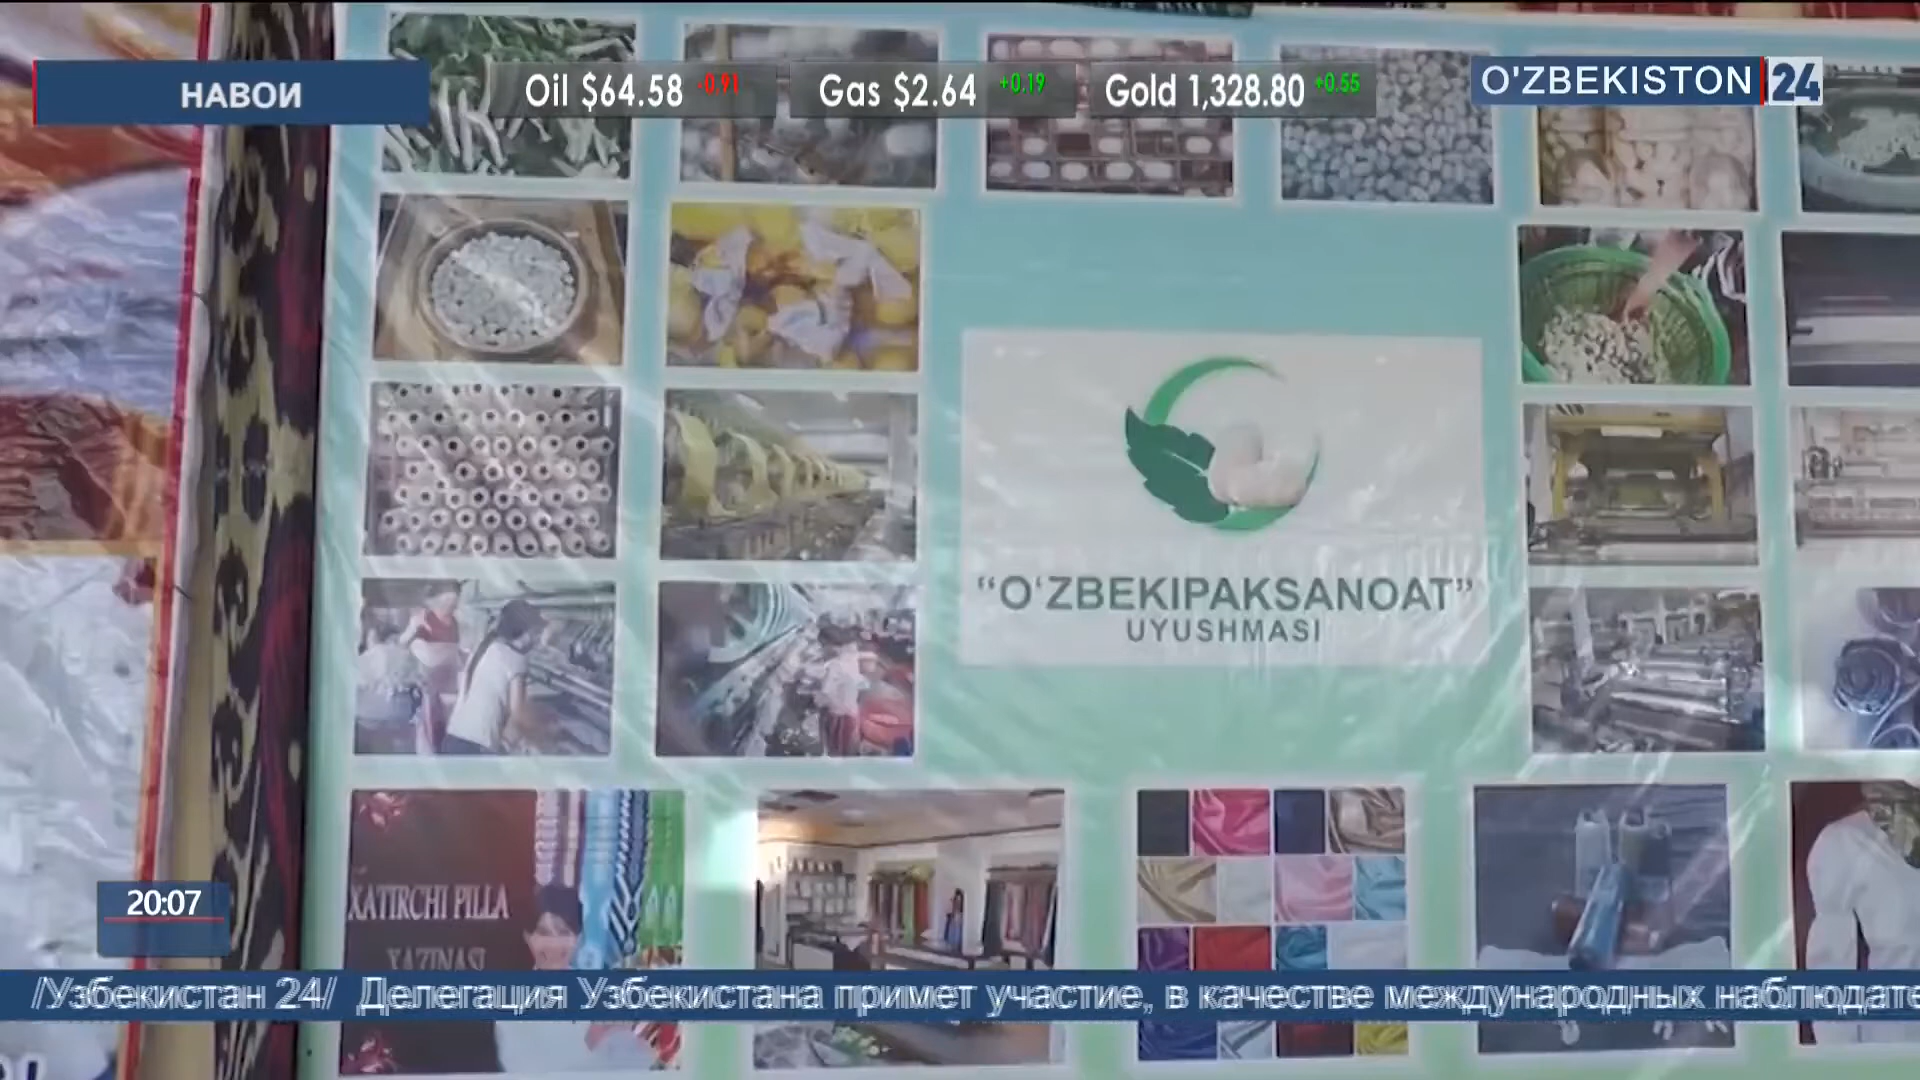 НАВОИ
Oil $64.58 -0.91
Gas $2.64 +0.19
Gold 1,328.80 +0.55
O'ZBEKISTON 24
“O‘ZBEKIPAKSANOAT”
UYUSHMASI
XATIRCHI PILLA
XAZINASI
20:07
/Узбекистан 24/ Делегация Узбекистана примет участие, в качестве международных наблюдате